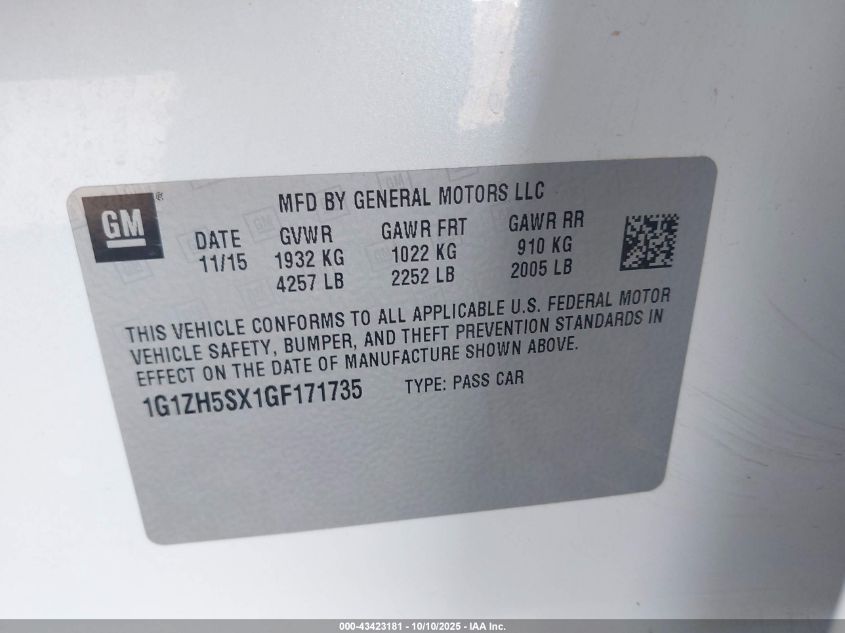 GM
®
MFD BY GENERAL MOTORS LLC
DATE GVWR GAWR FRT GAWR RR
11/15 1932 KG 1022 KG 910 KG
4257 LB 2252 LB 2005 LB
THIS VEHICLE CONFORMS TO ALL APPLICABLE U.S. FEDERAL MOTOR
VEHICLE SAFETY, BUMPER, AND THEFT PREVENTION STANDARDS IN
EFFECT ON THE DATE OF MANUFACTURE SHOWN ABOVE.
1G1ZH5SX1GF171735 TYPE: PASS CAR
000-43423181 - 10/10/2025 - IAA Inc.